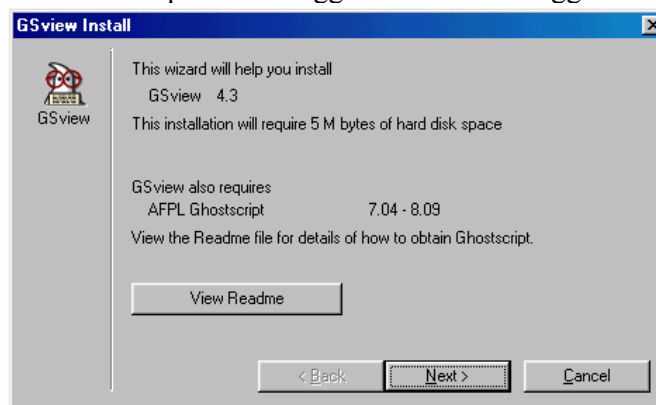 GSview Install
GSview
This wizard will help you install
GSview 4.3
This installation will require 5 M bytes of hard disk space
GSview also requires
AFPL Ghostscript 7.04 - 8.09
View the Readme file for details of how to obtain Ghostscript.
View Readme
< Back Next > Cancel